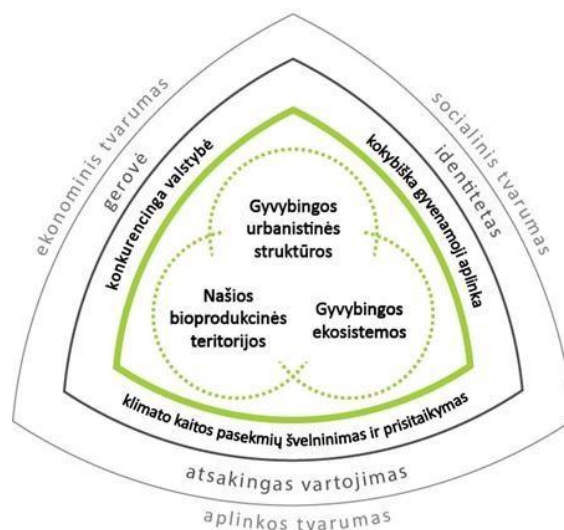 ekonominis tvarumas
socialinis tvarumas
gerovė
identitetas
konkurencinga valstybė
kokybiška gyvenamoji aplinka
Gyvybingos
urbanistinės
struktūros
Našios
bioprodukcinės
teritorijos
Gyvybingos
ekosistemos
klimato kaitos pasekmių švelninimas ir prisitaikymas
atsakingas vartojimas
aplinkos tvarumas